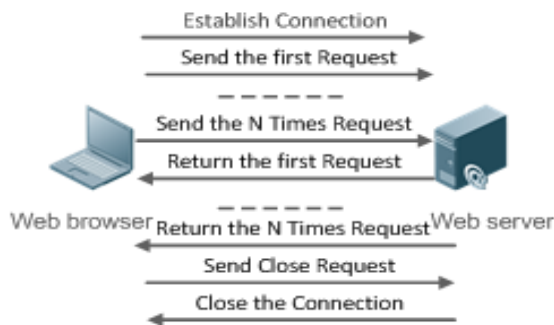 Establish Connection
Send the first Request
Send the N Times Request
Return the first Request
Web browser
Web server
Return the N Times Request
Send Close Request
Close the Connection